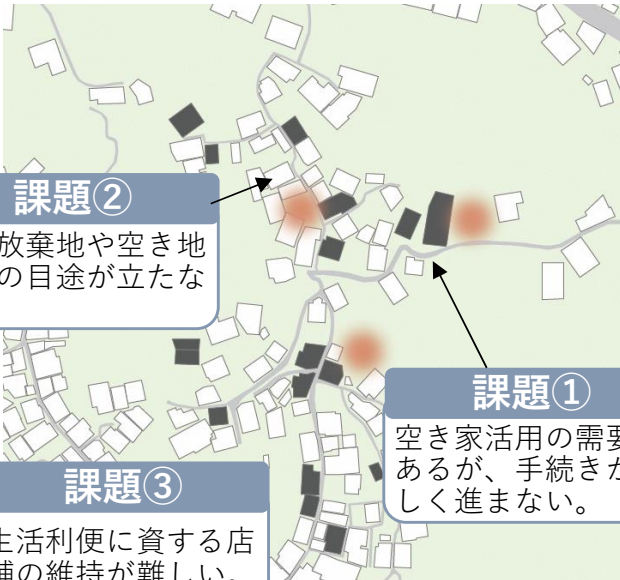 課題②
放棄地や空き地
の目途が立たな
課題①
空き家活用の需要
あるが、手続きが
しく進まない。
課題③
生活利便に資する店
舗の維持が難しい。